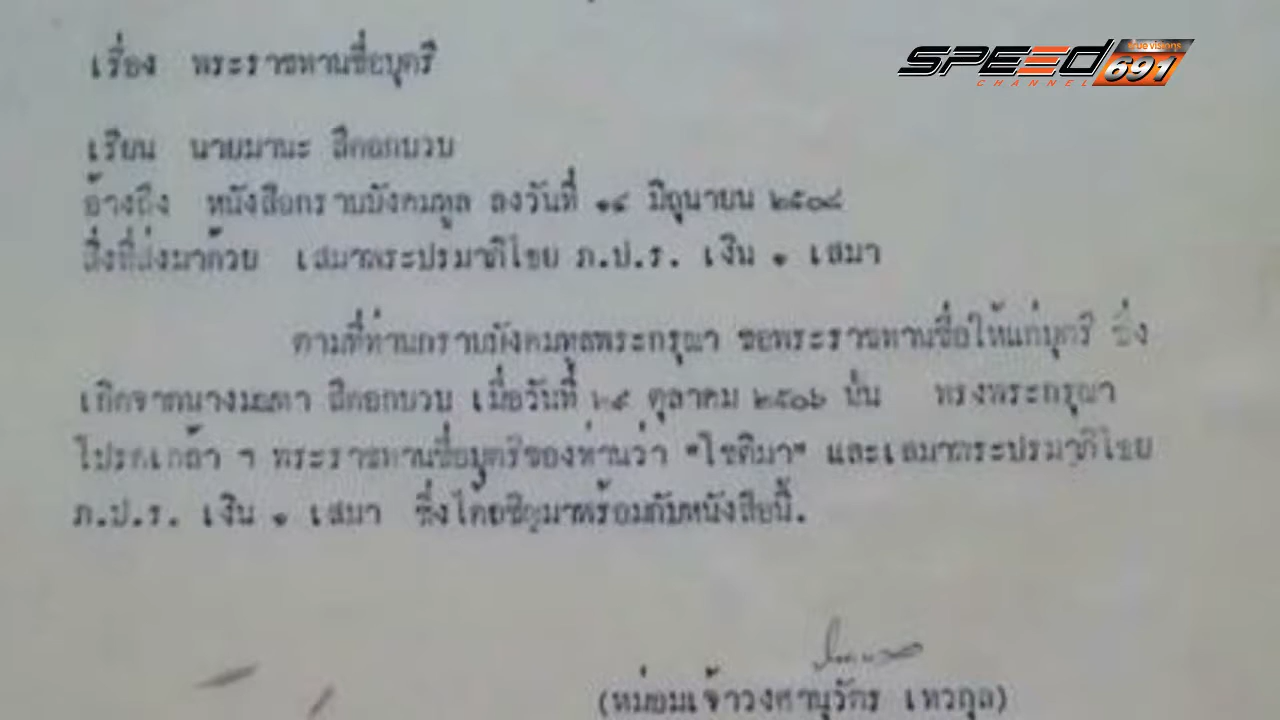 SPEED
true visions
691
CHANNEL
เรื่อง พระราชทานชื่อบุตรี
เรียน นายมานะ สีดอกบวบ
อ้างถึง หนังสือกราบบังคมทูล ลงวันที่ ๑๔ มิถุนายน ๒๕๐๘
สิ่งที่ส่งมาด้วย เสมาพระปรมาภิไธย ภ.ป.ร. เงิน ๑ เสมา
ตามที่ท่านกราบบังคมทูลพระกรุณา ขอพระราชทานชื่อให้แก่บุตรี ซึ่ง
เกิดจากนาง สีดอกบวบ เมื่อวันที่ ๒๙ ตุลาคม ๒๕๐๖ นั้น ทรงพระกรุณา
โปรดเกล้า ฯ พระราชทานชื่อบุตรีของท่านว่า "โชติมา" และเสมาพระปรมาภิไธย
ภ.ป.ร. เงิน ๑ เสมา ซึ่งได้อัญเชิญมาพร้อมกับหนังสือนี้.
(หม่อมเจ้าวงศานุวัตร เทวกุล)